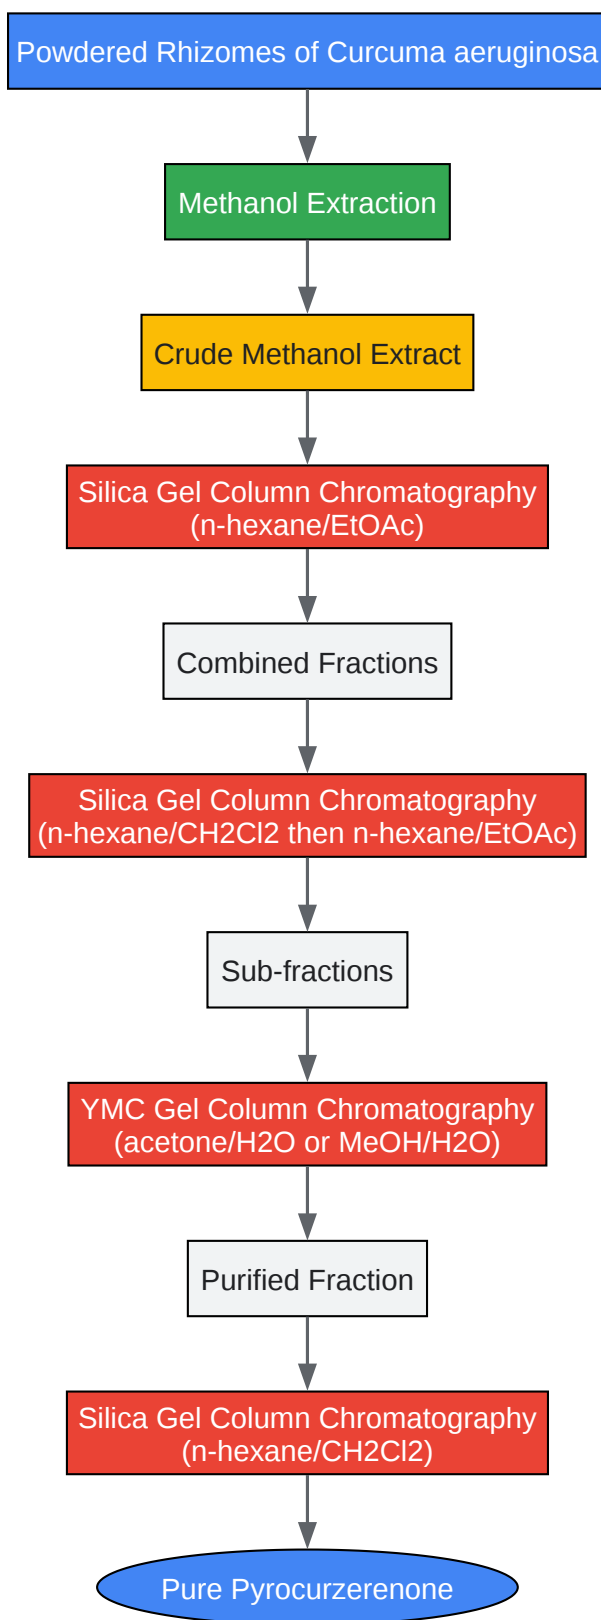 Powdered Rhizomes of Curcuma aeruginosa
Methanol Extraction
Crude Methanol Extract
Silica Gel Column Chromatography
(n-hexane/EtOAc)
Combined Fractions
Silica Gel Column Chromatography
(n-hexane/CH2Cl2 then n-hexane/EtOAc)
Sub-fractions
YMC Gel Column Chromatography
(acetone/H2O or MeOH/H2O)
Purified Fraction
Silica Gel Column Chromatography
(n-hexane/CH2Cl2)
Pure Pyrocurzerenone